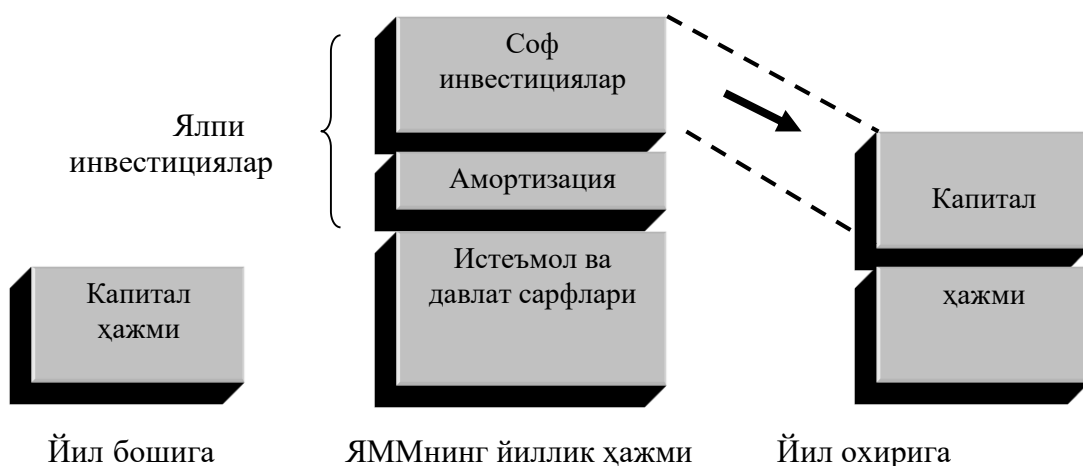 Соф
инвестициялар
Ялпи
инвестициялар
Амортизация
Капитал
Истеъмол ва
давлат сарфлари
Капитал
ҳажми
ҳажми
Йил бошига
ЯММнинг йиллик ҳажми
Йил охирига